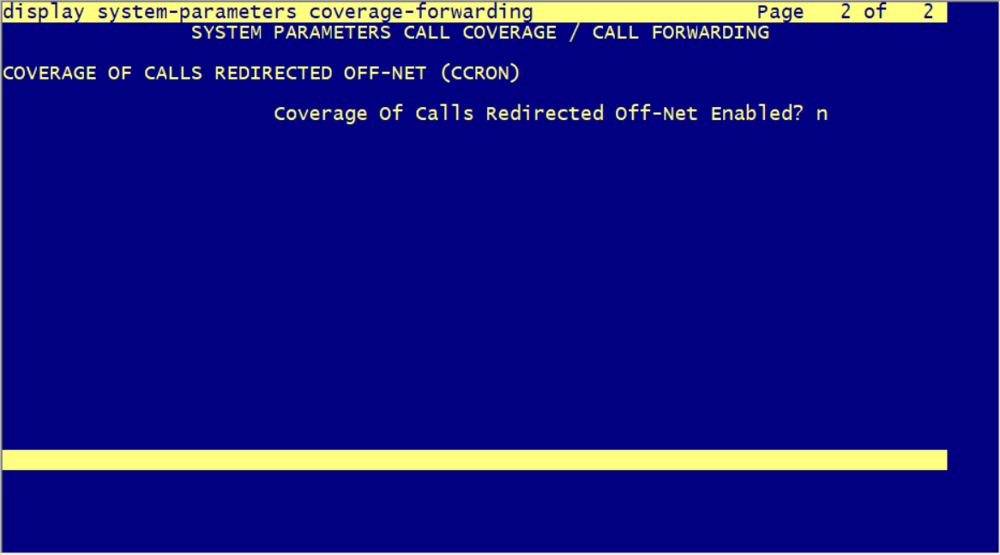 display system-parameters coverage-forwarding Page 2 of 2
SYSTEM PARAMETERS CALL COVERAGE / CALL FORWARDING
COVERAGE OF CALLS REDIRECTED OFF-NET (CCRON)
Coverage Of Calls Redirected Off-Net Enabled? n